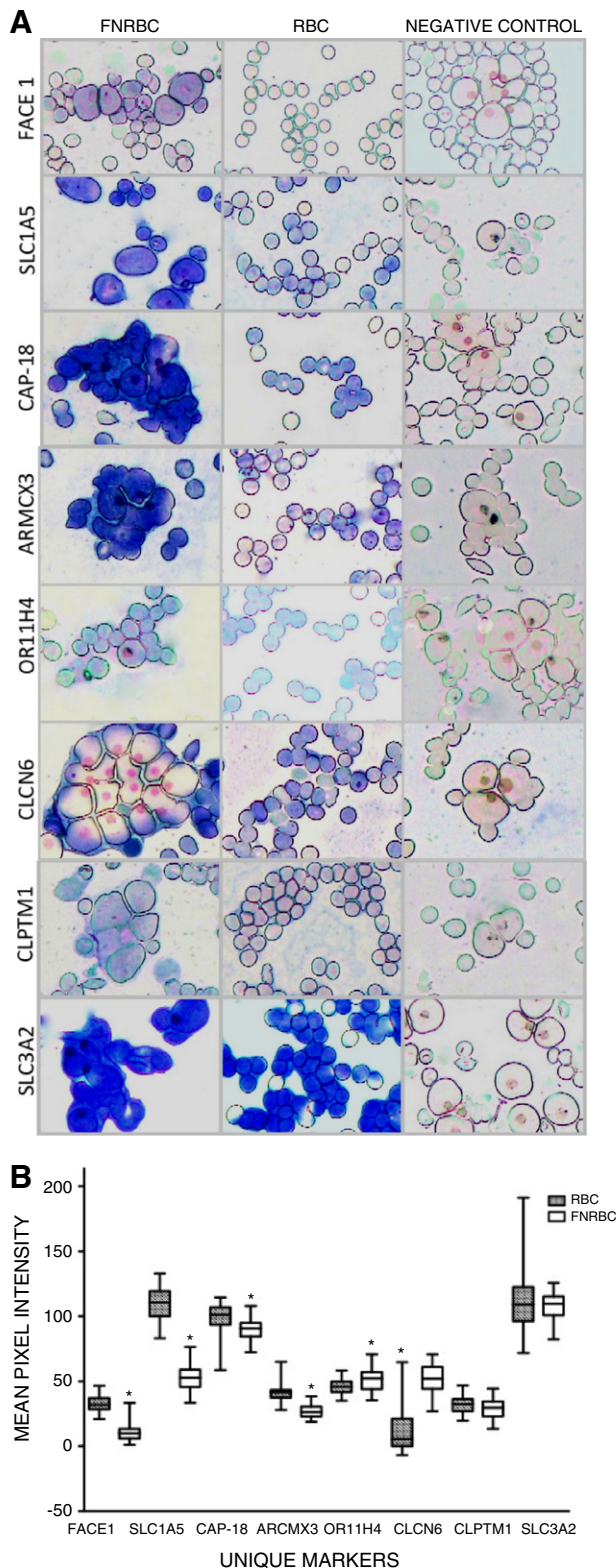 A
FNRBC RBC NEGATIVE CONTROL
FACE 1
SLC1A5
CAP-18
ARMCX3
OR11H4
CLCN6
CLPTM1
SLC3A2
B
MEAN PIXEL INTENSITY
200
150
100
50
0
-50
RBC
FNRBC
* * * * * *
FACE1 SLC1A5 CAP-18 ARCMX3 OR11H4 CLCN6 CLPTM1 SLC3A2
UNIQUE MARKERS